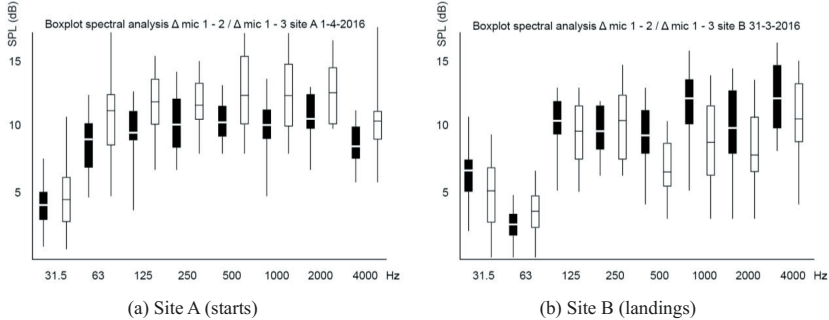 Boxplot spectral analysis Δ mic 1 - 2 / Δ mic 1 - 3 site A 1-4-2016
SPL (dB)
15
10
5
31.5 63 125 250 500 1000 2000 4000 Hz
(a) Site A (starts)
Boxplot spectral analysis Δ mic 1 - 2 / Δ mic 1 - 3 site B 31-3-2016
SPL (dB)
15
10
5
31.5 63 125 250 500 1000 2000 4000 Hz
(b) Site B (landings)